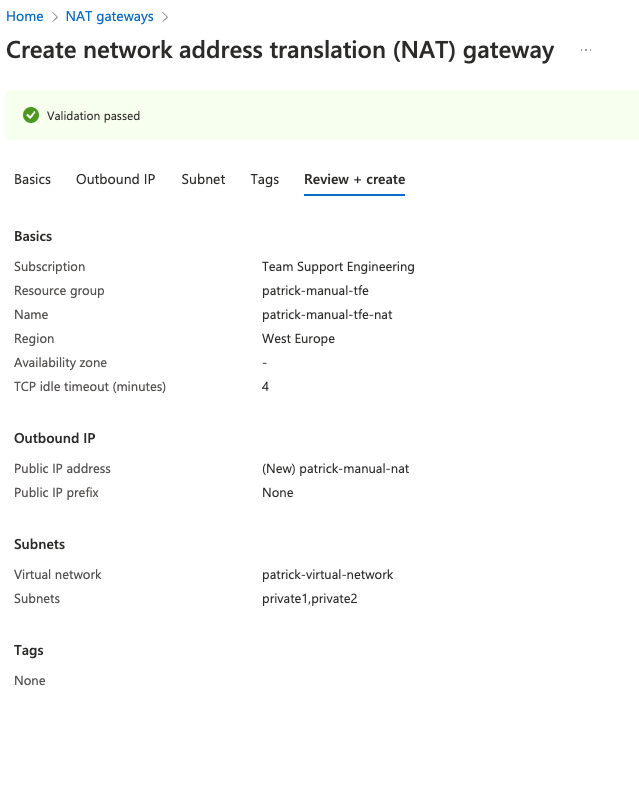 Home > NAT gateways >
Create network address translation (NAT) gateway ...
Validation passed
Basics Outbound IP Subnet Tags Review + create
Basics
Subscription Team Support Engineering
Resource group patrick-manual-tfe
Name patrick-manual-tfe-nat
Region West Europe
Availability zone -
TCP idle timeout (minutes) 4
Outbound IP
Public IP address (New) patrick-manual-nat
Public IP prefix None
Subnets
Virtual network patrick-virtual-network
Subnets private1,private2
Tags
None